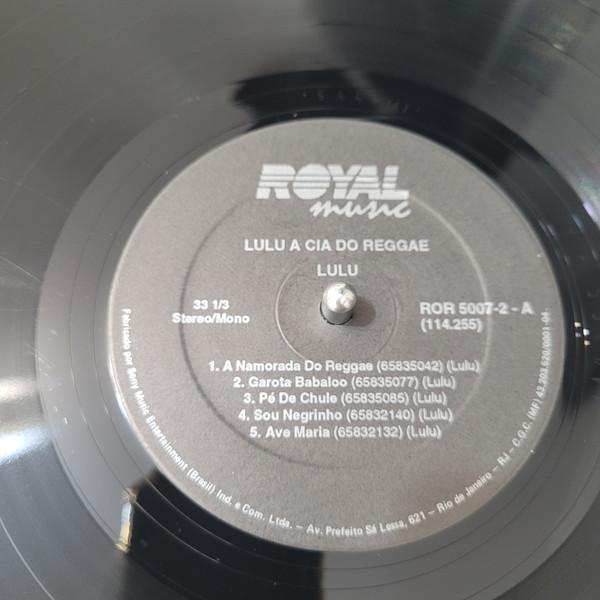 ROYAL
music
LULU A CIA DO REGGAE
LULU
33 1/3
Stereo/Mono
ROR 5007-2 - A
(114.255)
1. A Namorada Do Reggae (65835042) (Lulu)
2. Garota Babaloo (65835077) (Lulu)
3. Pé De Chule (65835085) (Lulu)
4. Sou Negrinho (65832140) (Lulu)
5. Ave Maria (65832132) (Lulu)
Fabricado por Sony Music Entertainment (Brasil) Ind. e Com. Ltda. – Av. Prefeito Sá Lessa, 621 – Rio de Janeiro – RJ – C.G.C. (MF) 43.203.520/0001-04